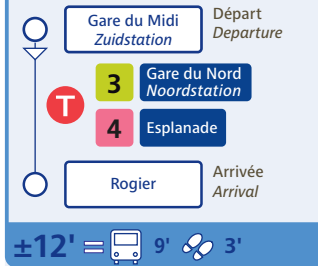 Gare du Midi
Zuidstation
Départ
Departure
T
3
Gare du Nord
Noordstation
4
Esplanade
Rogier
Arrivée
Arrival
±12' = 9' 3'